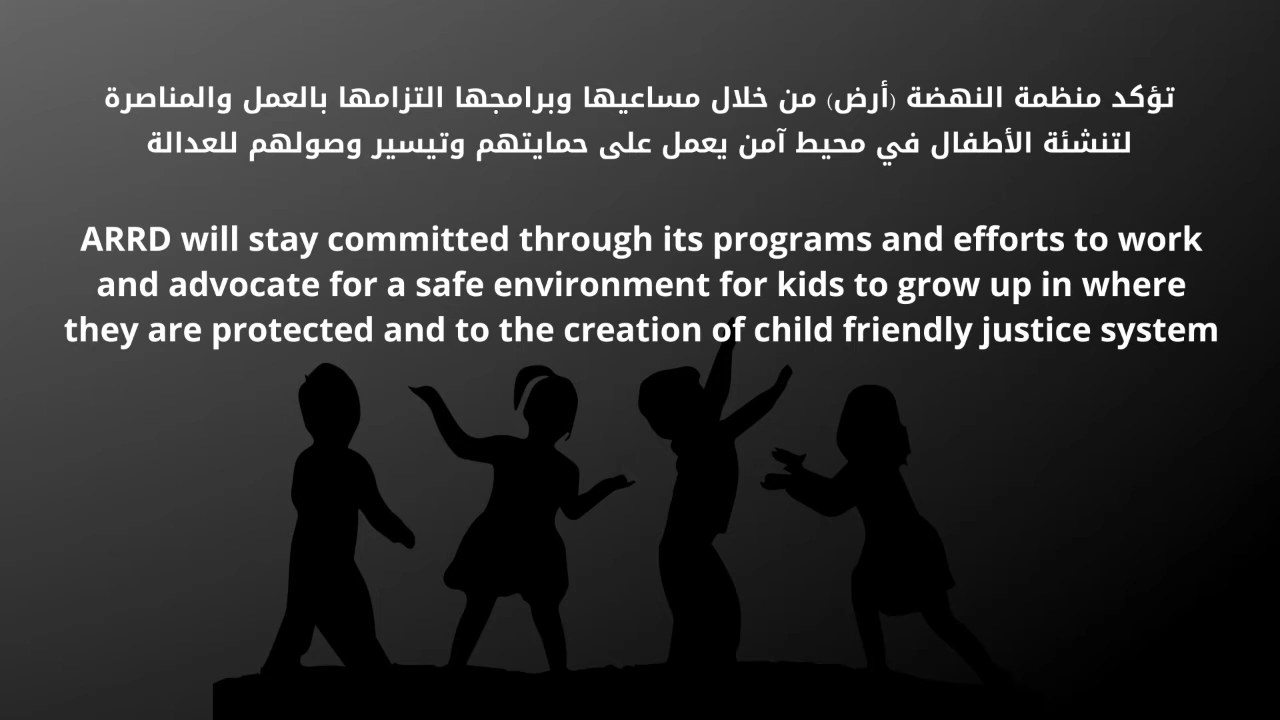 تؤكد منظمة النهضة (أرض) من خلال مساعيها وبرامجها التزامها بالعمل والمناصرة
لتنشئة الأطفال في محيط آمن يعمل على حمايتهم وتيسير وصولهم للعدالة
ARRD will stay committed through its programs and efforts to work
and advocate for a safe environment for kids to grow up in where
they are protected and to the creation of child friendly justice system